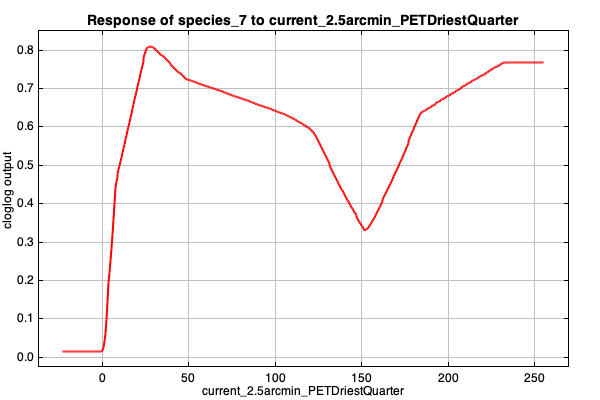 Response of species_7 to current_2.5arcmin_PETDriestQuarter
0.8
0.7
0.6
0.5
0.4
0.3
0.2
0.1
0.0
cloglog output
0 50 100 150 200 250
current_2.5arcmin_PETDriestQuarter